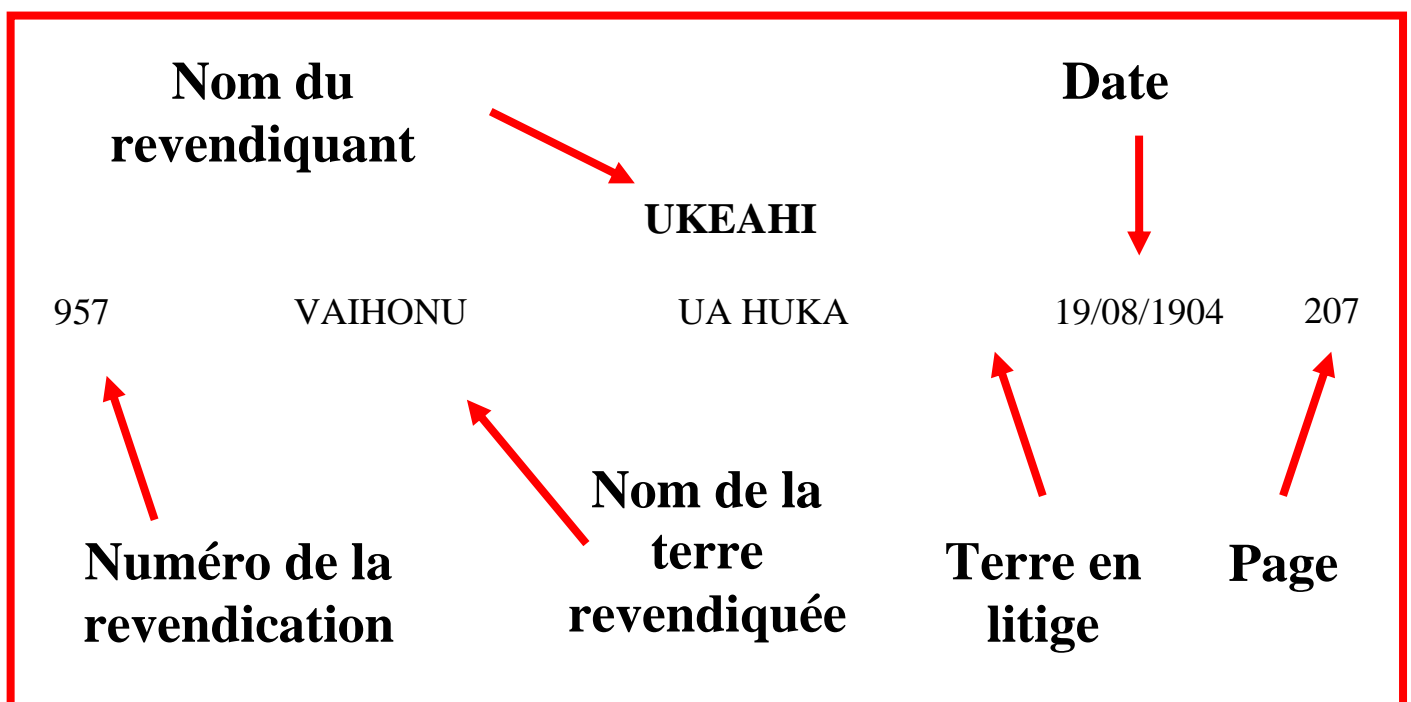 Nom du
revendiquant
Date
UKEAHI
957 VAIHONU UA HUKA 19/08/1904 207
Numéro de la
revendication
Nom de la
terre
revendiquée
Terre en
litige
Page